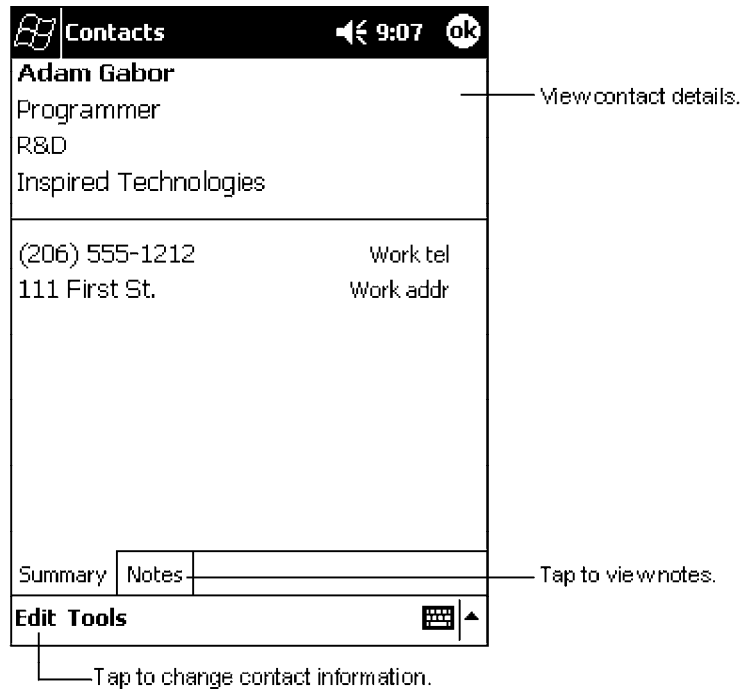 Contacts 9:07 ok
Adam Gabor
Programmer
View contact details.
R&D
Inspired Technologies
(206) 555-1212 Work tel
111 First St. Work addr
Summary Notes
Tap to view notes.
Edit Tools
Tap to change contact information.